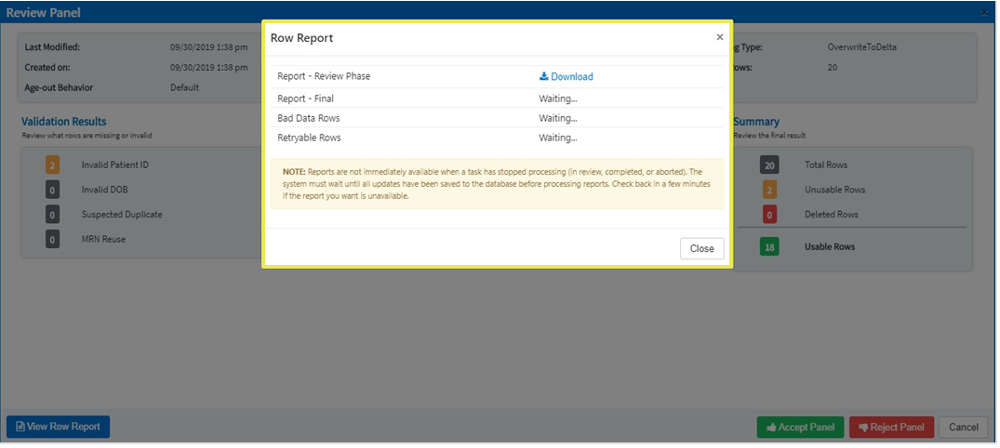 Review Panel
×
Last Modified: 09/30/2019 1:38 pm
Created on: 09/30/2019 1:38 pm
Age-out Behavior Default
g Type: OverwriteToDelta
ows: 20
Validation Results
Review what rows are missing or invalid
2 Invalid Patient ID
0 Invalid DOB
0 Suspected Duplicate
0 MRN Reuse
Row Report ×
Report - Review Phase Download
Report - Final Waiting...
Bad Data Rows Waiting...
Retryable Rows Waiting...
NOTE: Reports are not immediately available when a task has stopped processing (in review, completed, or aborted). The
system must wait until all updates have been saved to the database before processing reports. Check back in a few minutes
if the report you want is unavailable.
Close
Summary
Review the final result
20 Total Rows
2 Unusable Rows
0 Deleted Rows
18 Usable Rows
View Row Report
Accept Panel
Reject Panel
Cancel